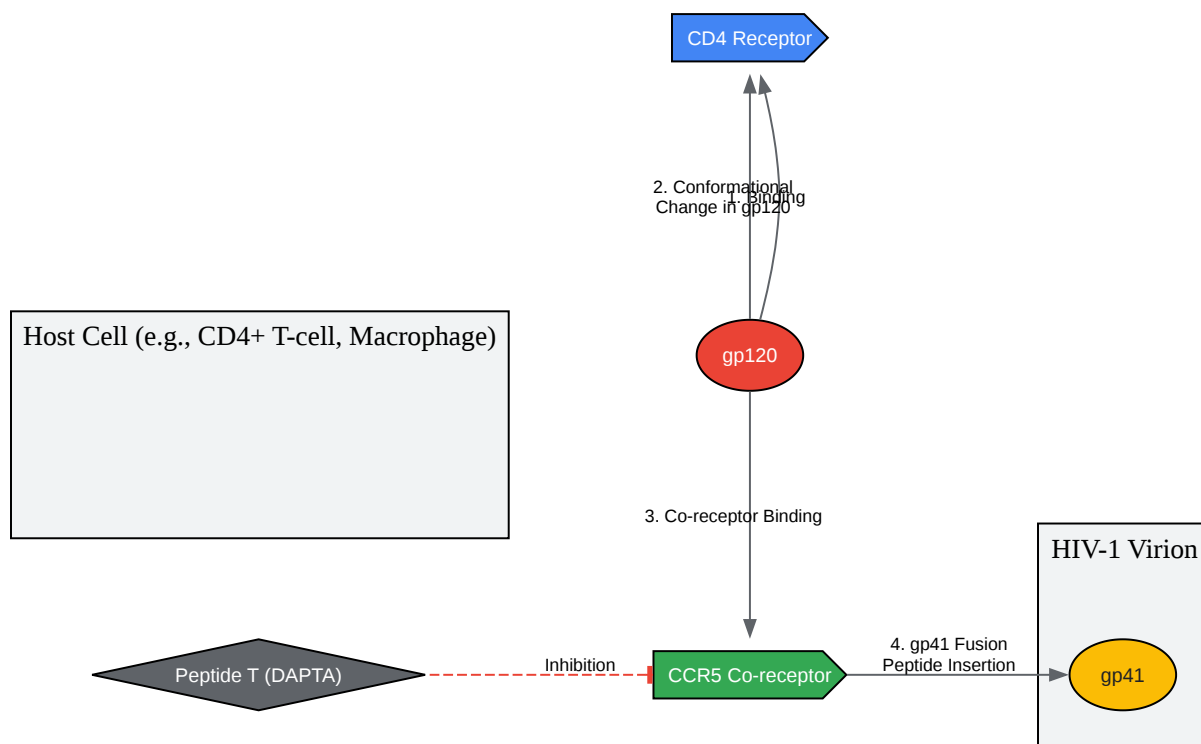 CD4 Receptor
2. Conformational
Change in gp120
1. Binding
Host Cell (e.g., CD4+ T-cell, Macrophage)
gp120
3. Co-receptor Binding
HIV-1 Virion
4. gp41 Fusion
Peptide Insertion
Peptide T (DAPTA)
Inhibition
CCR5 Co-receptor
gp41